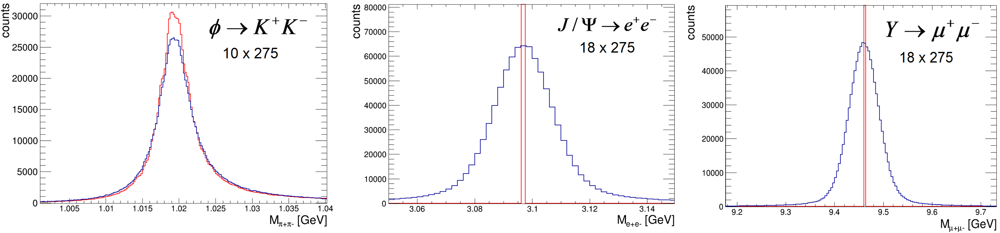 counts
30000
25000
20000
15000
10000
5000
0
ϕ → K⁺K⁻
10 x 275
1.005 1.01 1.015 1.02 1.025 1.03 1.035 1.04
Mπ+π- [GeV]
counts
80000
70000
60000
50000
40000
30000
20000
10000
0
J / Ψ → e⁺e⁻
18 x 275
3.06 3.08 3.1 3.12 3.14
Me+e- [GeV]
counts
50000
40000
30000
20000
10000
0
Y → μ⁺μ⁻
18 x 275
9.2 9.3 9.4 9.5 9.6 9.7
Mμ+μ- [GeV]